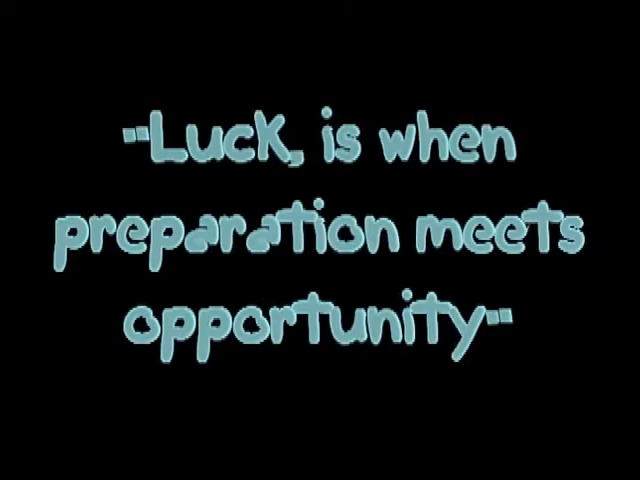 "Luck, is when
preparation meets
opportunity"